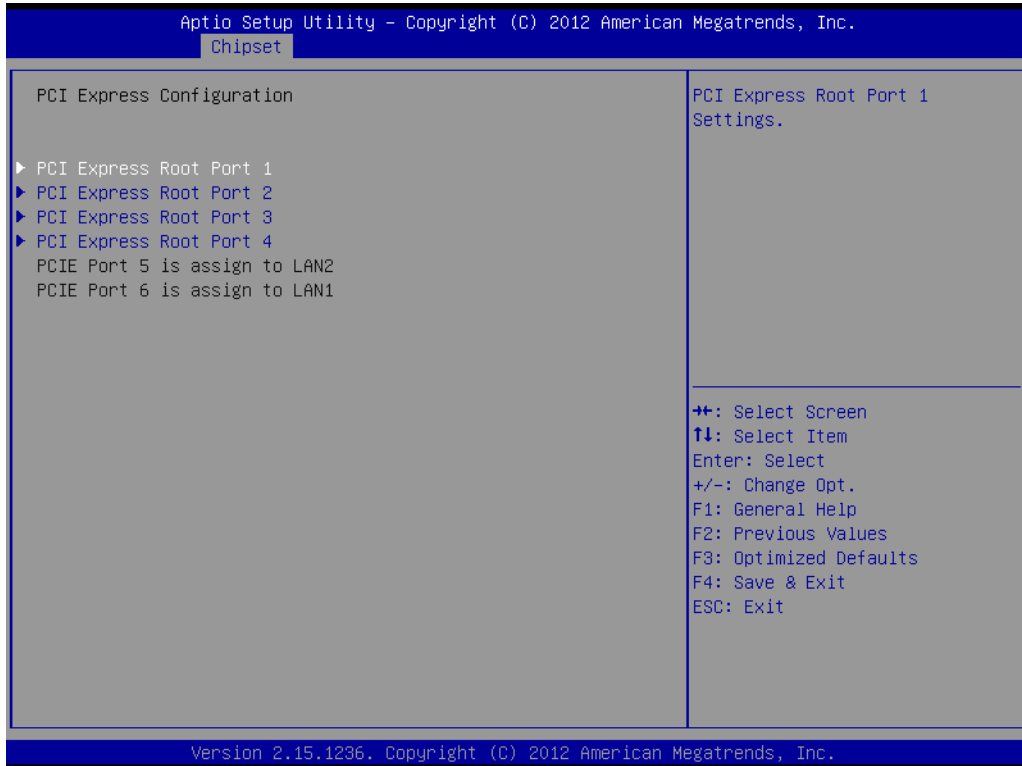 Aptio Setup Utility – Copyright (C) 2012 American Megatrends, Inc.
Chipset
PCI Express Configuration
▶ PCI Express Root Port 1
▶ PCI Express Root Port 2
▶ PCI Express Root Port 3
▶ PCI Express Root Port 4
PCIE Port 5 is assign to LAN2
PCIE Port 6 is assign to LAN1
PCI Express Root Port 1
Settings.
→←: Select Screen
↑↓: Select Item
Enter: Select
+/-: Change Opt.
F1: General Help
F2: Previous Values
F3: Optimized Defaults
F4: Save & Exit
ESC: Exit
Version 2.15.1236. Copyright (C) 2012 American Megatrends, Inc.